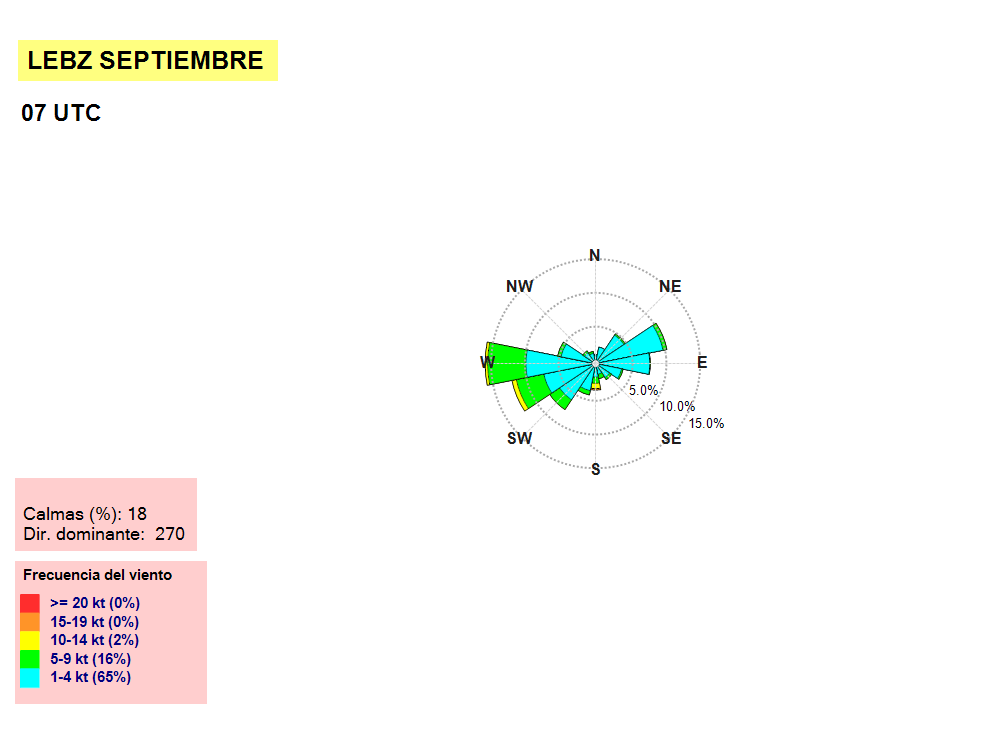 LEBZ SEPTIEMBRE
07 UTC
N
NW
NE
W
E
5.0%
10.0%
15.0%
SW
SE
S
Calmas (%): 18
Dir. dominante: 270
Frecuencia del viento
>= 20 kt (0%)
15-19 kt (0%)
10-14 kt (2%)
5-9 kt (16%)
1-4 kt (65%)